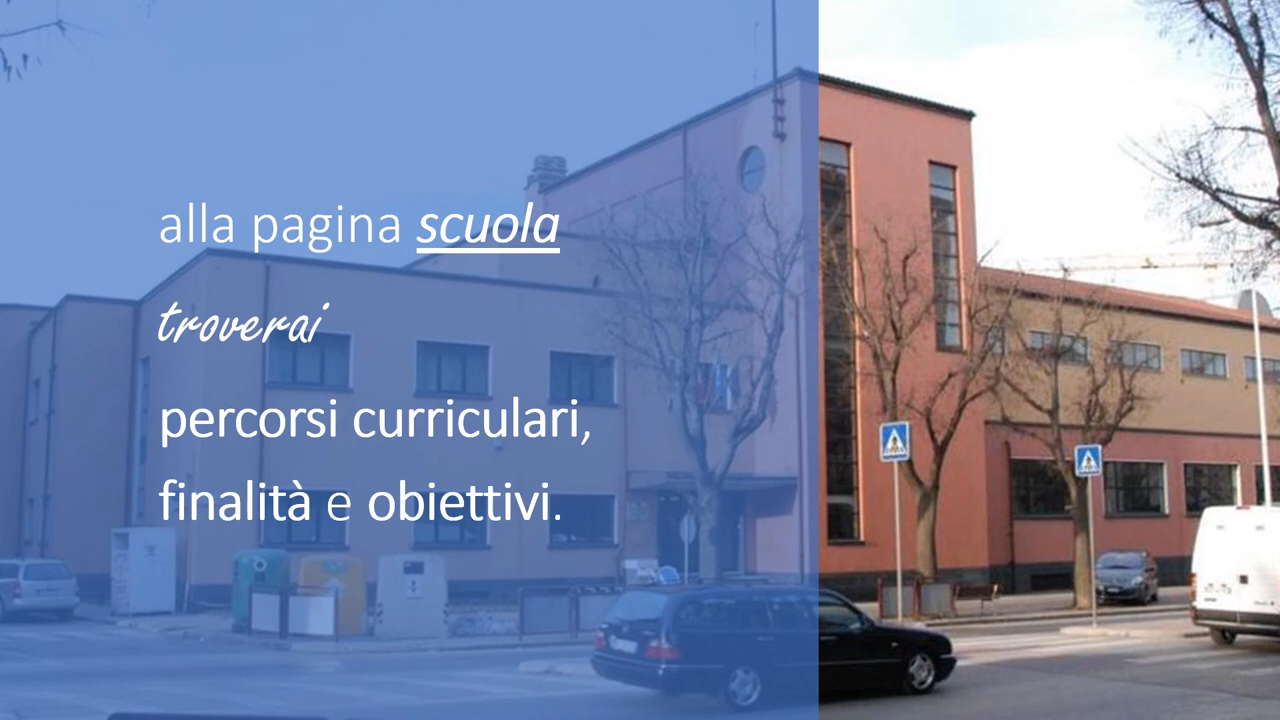 alla pagina scuola
troverai
percorsi curriculari,
finalità e obiettivi.